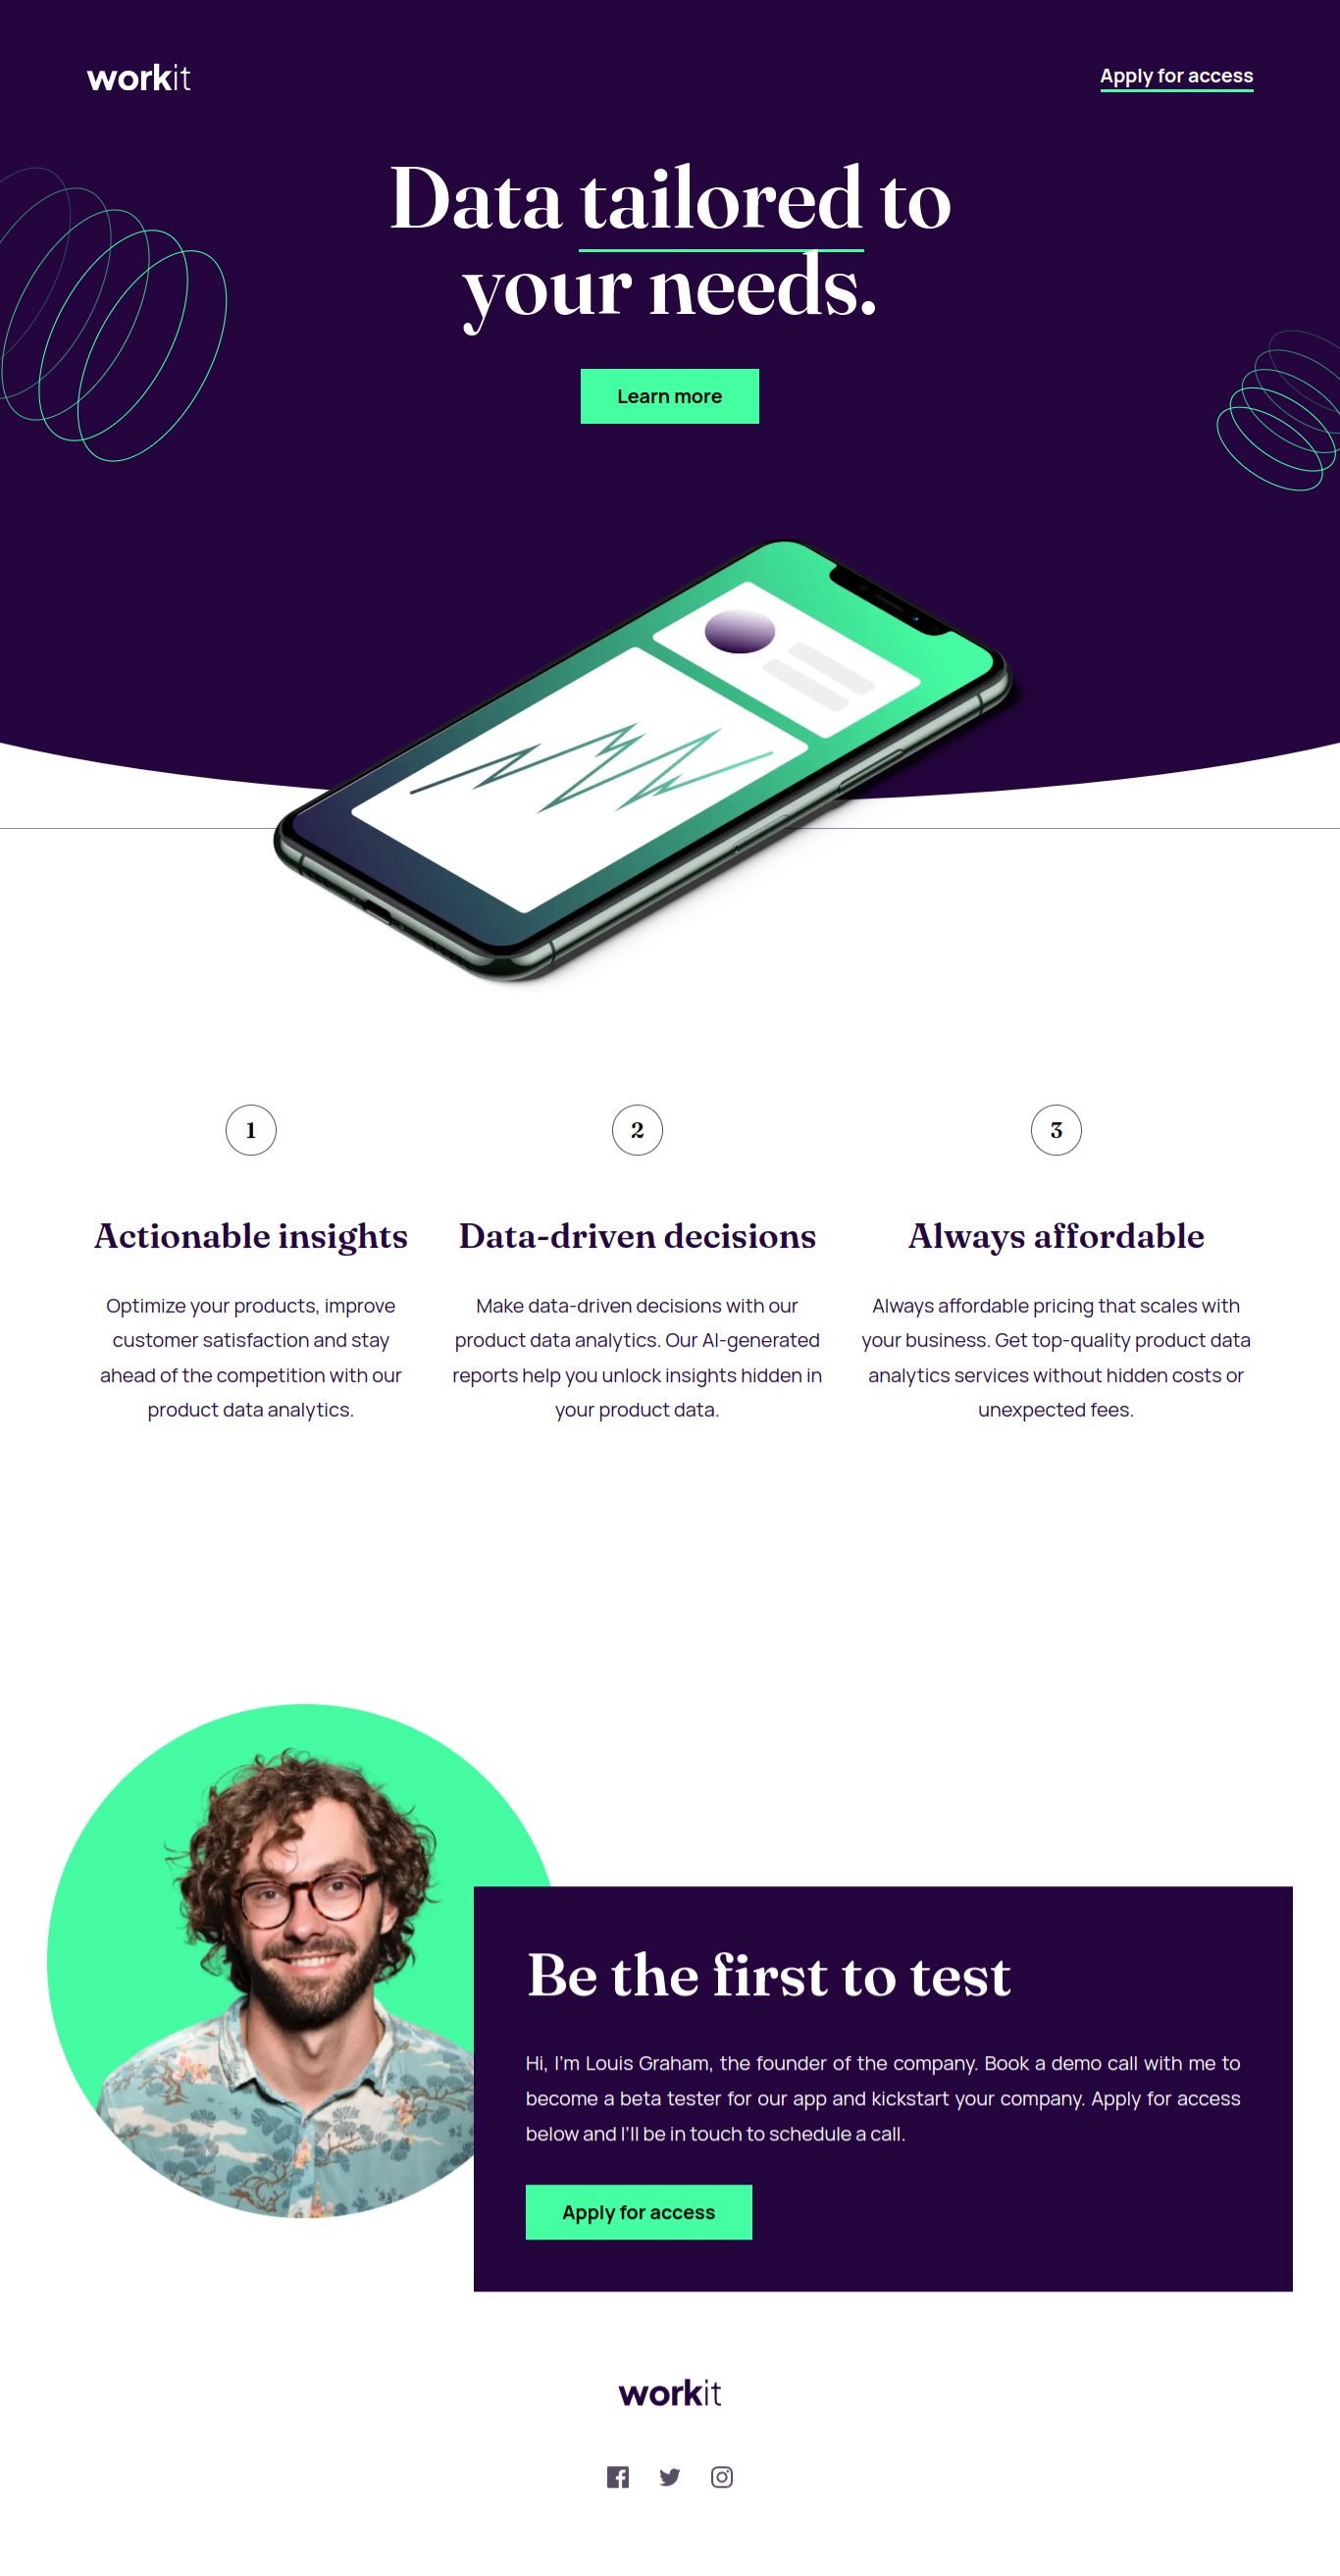 workit
Apply for access
Data tailored to
your needs.
Learn more
1
2
3
Actionable insights
Data-driven decisions
Always affordable
Optimize your products, improve
customer satisfaction and stay
ahead of the competition with our
product data analytics.
Make data-driven decisions with our
product data analytics. Our AI-generated
reports help you unlock insights hidden in
your product data.
Always affordable pricing that scales with
your business. Get top-quality product data
analytics services without hidden costs or
unexpected fees.
Be the first to test
Hi, I'm Louis Graham, the founder of the company. Book a demo call with me to
become a beta tester for our app and kickstart your company. Apply for access
below and I'll be in touch to schedule a call.
Apply for access
workit